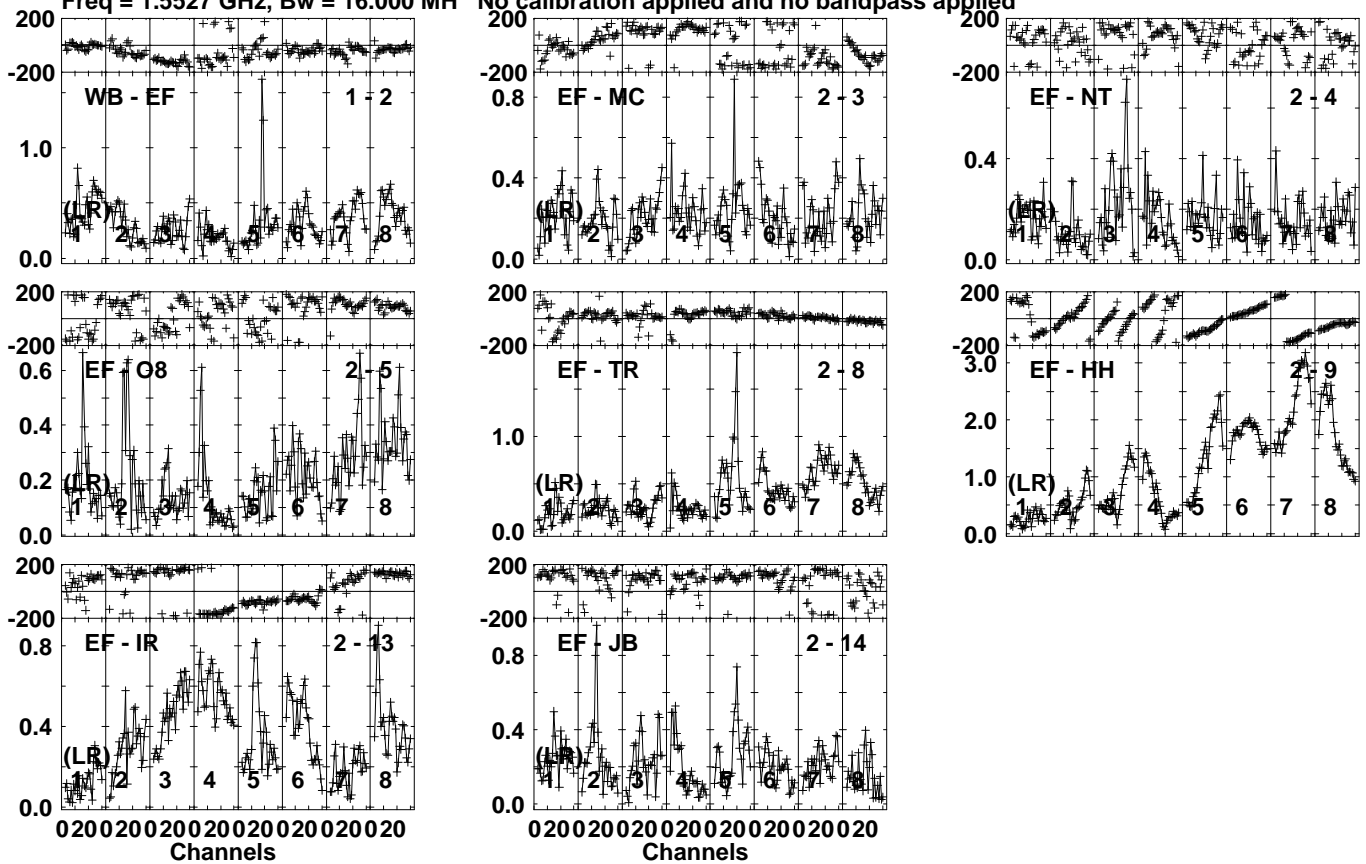 Freq = 1.5527 GHz, Bw = 16.000 MH No calibration applied and no bandpass applied
200
-200
WB - EF 1 - 2
1.0
(LR)
1 2 3 4 5 6 7 8
0.0
200
-200
EF - MC 2 - 3
0.8
0.4
(LR)
1 2 3 4 5 6 7 8
0.0
200
-200
EF - NT 2 - 4
0.4
(LR)
1 2 3 4 5 6 7 8
0.0
200
-200
EF - O8 2 - 5
0.6
0.4
0.2
(LR)
1 2 3 4 5 6 7 8
0.0
200
-200
EF - TR 2 - 8
1.0
(LR)
1 2 3 4 5 6 7 8
0.0
200
-200
EF - HH 2 - 9
3.0
2.0
1.0
(LR)
1 2 3 4 5 6 7 8
0.0
200
-200
EF - IR 2 - 13
0.8
0.4
(LR)
1 2 3 4 5 6 7 8
0.0
0 20 0 20 0 20 0 20 0 20 0 20 0 20 0 20
Channels
200
-200
EF - JB 2 - 14
0.8
0.4
(LR)
1 2 3 4 5 6 7 8
0.0
0 20 0 20 0 20 0 20 0 20 0 20 0 20 0 20
Channels